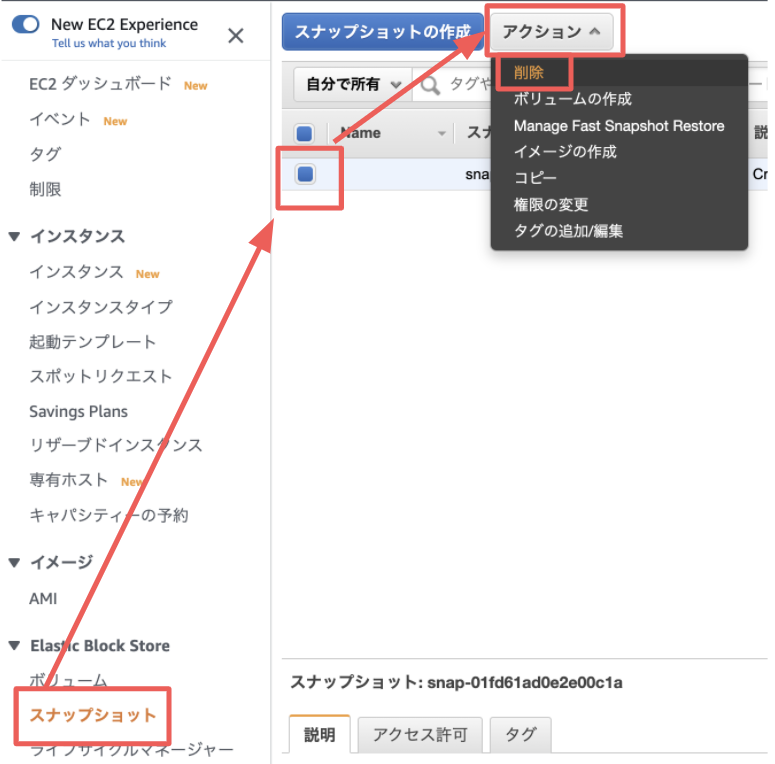 New EC2 Experience
Tell us what you think
EC2 ダッシュボード New
イベント New
タグ
制限
インスタンス
インスタンス New
インスタンスタイプ
起動テンプレート
スポットリクエスト
Savings Plans
リザーブドインスタンス
専有ホスト New
キャパシティーの予約
イメージ
AMI
Elastic Block Store
ボリューム
スナップショット
ライフサイクルマネージャー
スナップショットの作成
アクション
自分で所有
タグや
Name
スナ
説
snap
Cr
削除
ボリュームの作成
Manage Fast Snapshot Restore
イメージの作成
コピー
権限の変更
タグの追加/編集
スナップショット: snap-01fd61ad0e2e00c1a
説明
アクセス許可
タグ